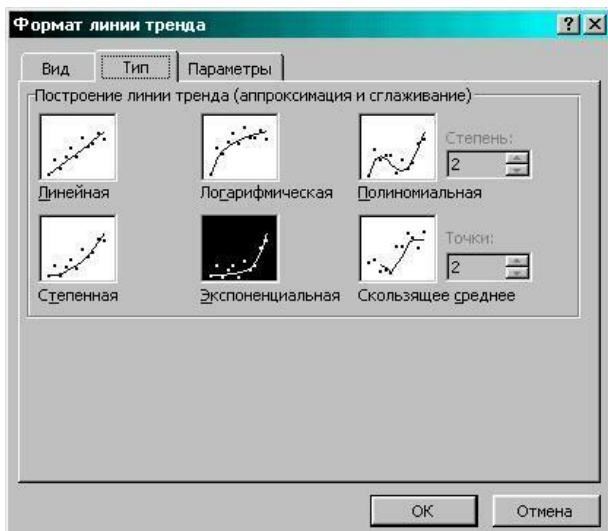 Формат линии тренда
Вид Тип Параметры
Построение линии тренда (аппроксимация и сглаживание)
Линейная Логарифмическая Полиномиальная
Степень:
2
Степенная Экспоненциальная Скользящее среднее
Точки:
2
ОК Отмена